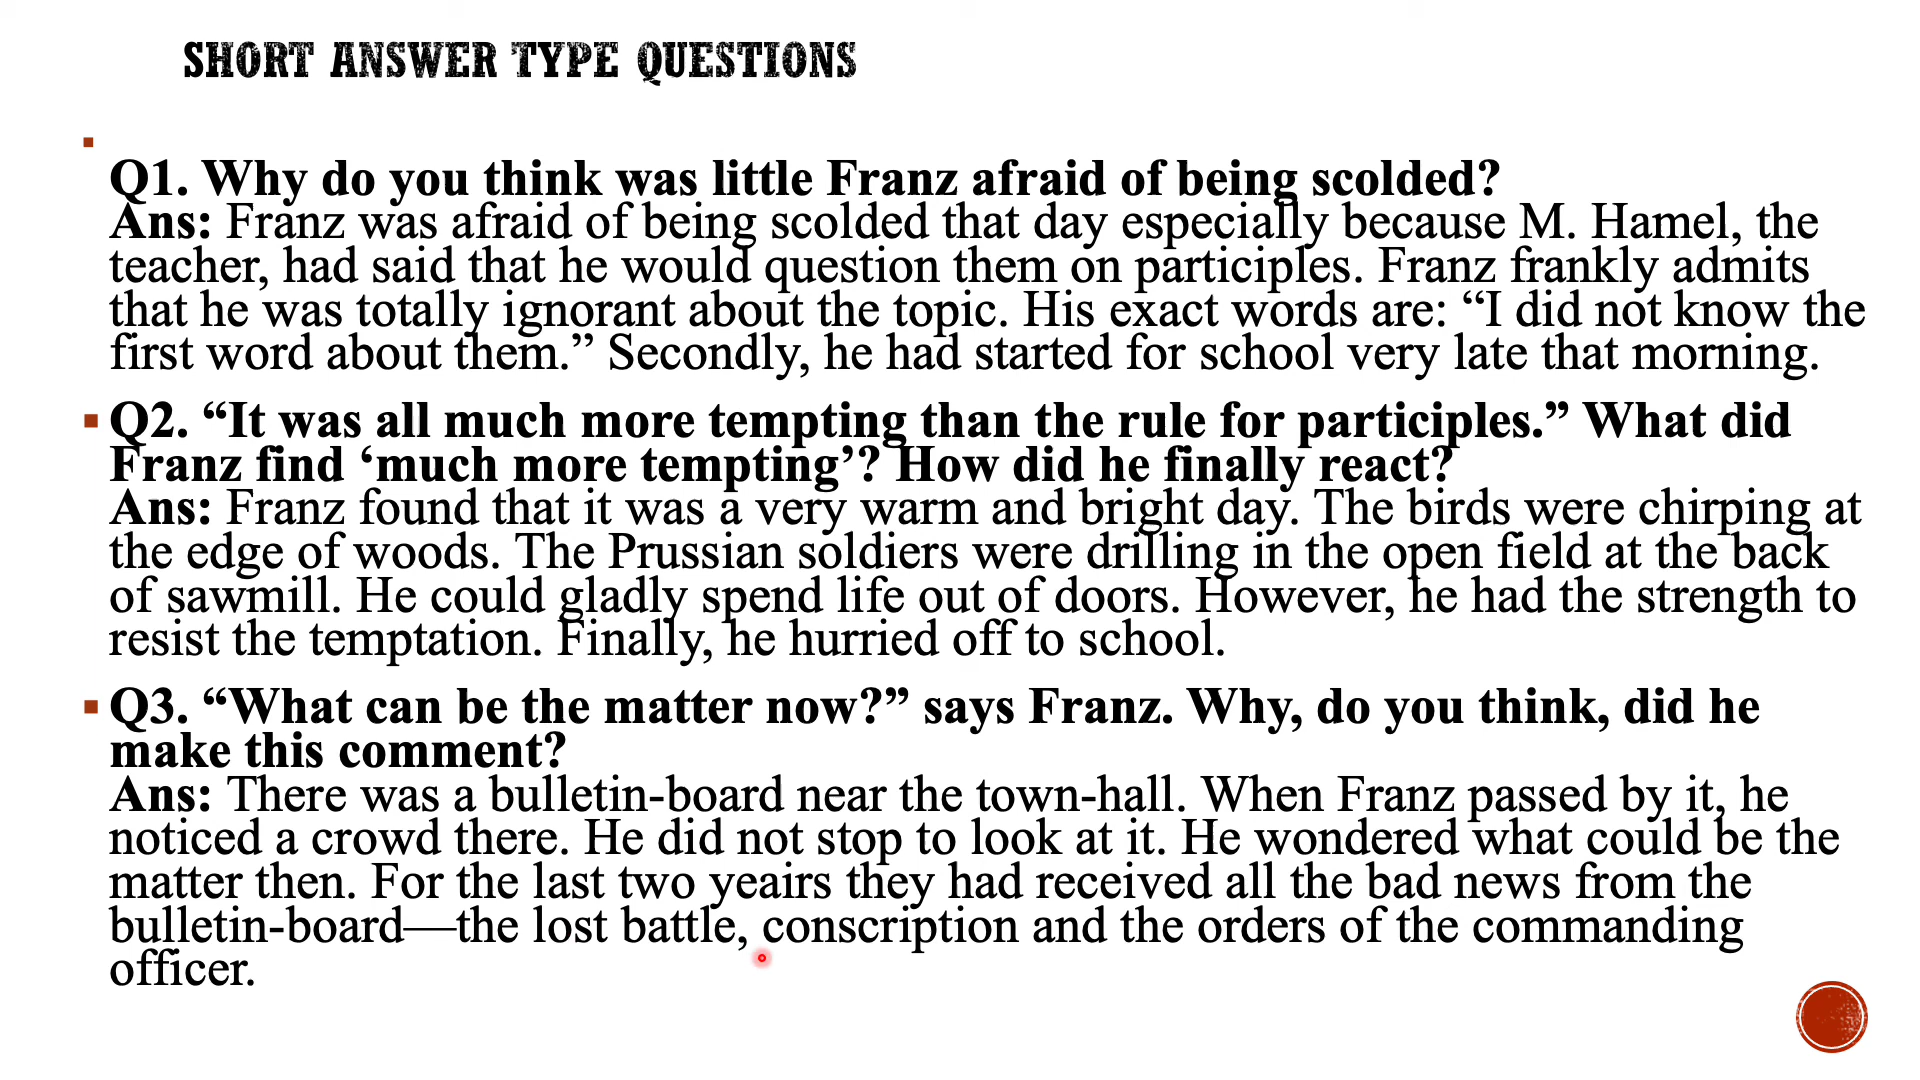 SHORT ANSWER TYPE QUESTIONS
Q1. Why do you think was little Franz afraid of being scolded?
Ans: Franz was afraid of being scolded that day especially because M. Hamel, the
teacher, had said that he would question them on participles. Franz frankly admits
that he was totally ignorant about the topic. His exact words are: “I did not know the
first word about them.” Secondly, he had started for school very late that morning.
Q2. “It was all much more tempting than the rule for participles.” What did
Franz find ‘much more tempting’? How did he finally react?
Ans: Franz found that it was a very warm and bright day. The birds were chirping at
the edge of woods. The Prussian soldiers were drilling in the open field at the back
of sawmill. He could gladly spend life out of doors. However, he had the strength to
resist the temptation. Finally, he hurried off to school.
Q3. “What can be the matter now?” says Franz. Why, do you think, did he
make this comment?
Ans: There was a bulletin-board near the town-hall. When Franz passed by it, he
noticed a crowd there. He did not stop to look at it. He wondered what could be the
matter then. For the last two yeairs they had received all the bad news from the
bulletin-board—the lost battle, conscription and the orders of the commanding
officer.